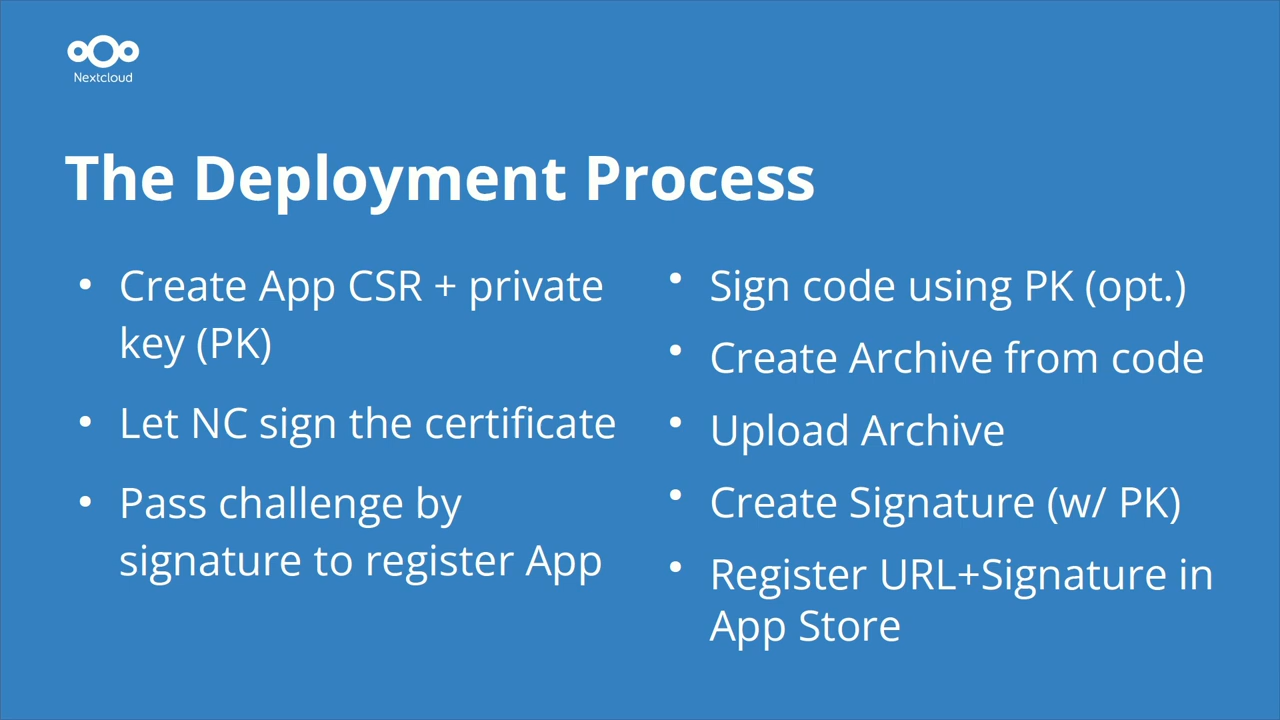 Nextcloud
The Deployment Process
• Create App CSR + private
key (PK)
• Let NC sign the certificate
• Pass challenge by
signature to register App
• Sign code using PK (opt.)
• Create Archive from code
• Upload Archive
• Create Signature (w/ PK)
• Register URL+Signature in
App Store